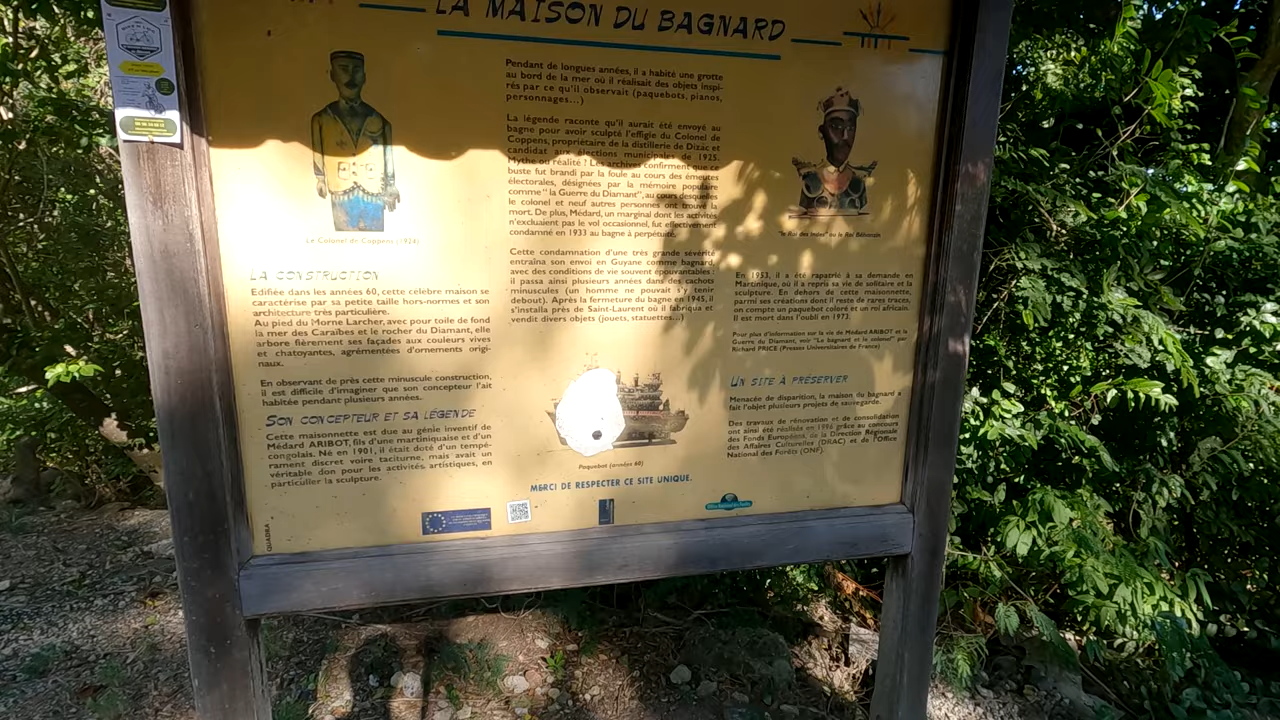 LA MAISON DU BAGNARD
Le Colonel de Coppens (1924)
LA CONSTRUCTION
Edifiée dans les années 60, cette célèbre maison se
caractérise par sa petite taille hors-normes et son
architecture très particulière.
Au pied du Morne Larcher, avec pour toile de fond
la mer des Caraïbes et le rocher du Diamant, elle
arbore fièrement ses façades aux couleurs vives
et chatoyantes, agrémentées d'ornements origi-
naux.
En observant de près cette minuscule construction,
il est difficile d'imaginer que son concepteur l'ait
habitée pendant plusieurs années.
SON CONCEPTEUR ET SA LÉGENDE
Cette maisonnette est due au génie inventif de
Médard ARIBOT, fils d'une martiniquaise et d'un
congolais. Né en 1901, il était doté d'un tempé-
rament discret voire taciturne, mais avait un
véritable don pour les activités artistiques, en
particulier la sculpture.
QUADRA
Pendant de longues années, il a habité une grotte
au bord de la mer où il réalisait des objets inspi-
rés par ce qu'il observait (paquebots, pianos,
personnages...)
La légende raconte qu'il aurait été envoyé au
bagne pour avoir sculpté l'effigie du Colonel de
Coppens, propriétaire de la distillerie de Dizac et
candidat aux élections municipales de 1925.
Mythe ou réalité ? Les archives confirment que ce
buste fut brandi par la foule au cours des émeutes
électorales, désignées par la mémoire populaire
comme "la Guerre du Diamant", au cours desquelles
le colonel et neuf autres personnes ont trouvé la
mort. De plus, Médard, un marginal dont les activités
n'excluaient pas le vol occasionnel, fut effectivement
condamné en 1933 au bagne à perpétuité.
Cette condamnation d'une très grande sévérité
entraîna son envoi en Guyane comme bagnard,
avec des conditions de vie souvent épouvantables :
il passa ainsi plusieurs années dans des cachots
minuscules (un homme ne pouvait s'y tenir
debout). Après la fermeture du bagne en 1945, il
s'installa près de Saint-Laurent où il fabriqua et
vendit divers objets (jouets, statuettes...)
Paquebot (années 60)
MERCI DE RESPECTER CE SITE UNIQUE.
"le Roi des Indes" ou le Roi Béhanzin
En 1953, il a été rapatrié à sa demande en
Martinique, où il a repris sa vie de solitaire et la
sculpture. En dehors de cette maisonnette,
parmi ses créations dont il reste de rares traces,
on compte un paquebot coloré et un roi africain.
Il est mort dans l'oubli en 1973.
Pour plus d'information sur la vie de Médard ARIBOT et la
Guerre du Diamant, voir "Le bagnard et le colonel" par
Richard PRICE (Presses Universitaires de France)
UN SITE À PRÉSERVER
Menacée de disparition, la maison du bagnard a
fait l'objet plusieurs projets de sauvegarde.
Des travaux de rénovation et de consolidation
ont ainsi été réalisés en 1996 grâce au concours
des Fonds Européens, de la Direction Régionale
des Affaires Culturelles (DRAC) et de l'Office
National des Forêts (ONF).